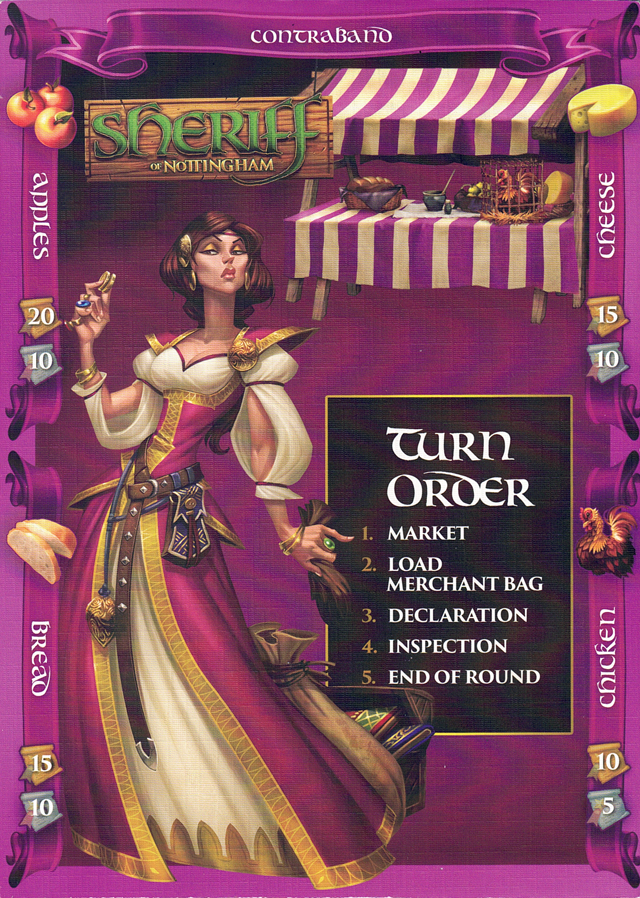 CONTRABAND
SHERIFF
OF NOTTINGHAM
APPLES
20
10
CHEESE
15
10
TURN
ORDER
1. MARKET
2. LOAD
MERCHANT BAG
3. DECLARATION
4. INSPECTION
5. END OF ROUND
BREAD
15
10
CHICKEN
10
5